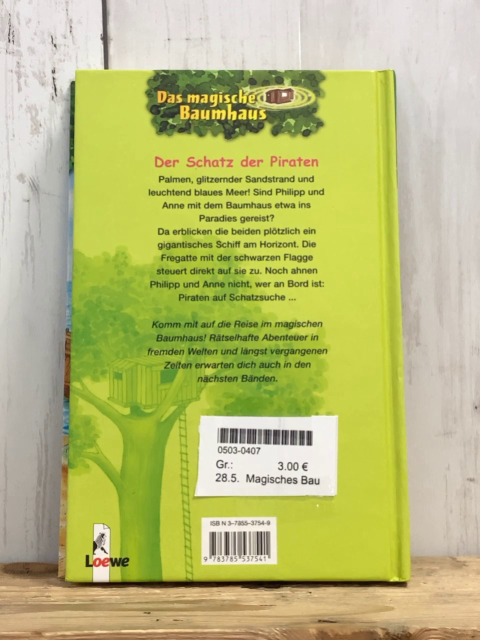 Das magische
Baumhaus
Der Schatz der Piraten
Palmen, glitzernder Sandstrand und
leuchtend blaues Meer! Sind Philipp und
Anne mit dem Baumhaus etwa ins
Paradies gereist?
Da erblicken die beiden plötzlich ein
gigantisches Schiff am Horizont. Die
Fregatte mit der schwarzen Flagge
steuert direkt auf sie zu. Noch ahnen
Philipp und Anne nicht, wer an Bord ist:
Piraten auf Schatzsuche ...
Komm mit auf die Reise im magischen
Baumhaus! Rätselhafte Abenteuer in
fremden Welten und längst vergangenen
Zeiten erwarten dich auch in den
nächsten Bänden.
0503-0407
Gr.: 3.00 €
28.5. Magisches Bau
ISBN 3-7855-3754-9
9 783785 537541
Loewe